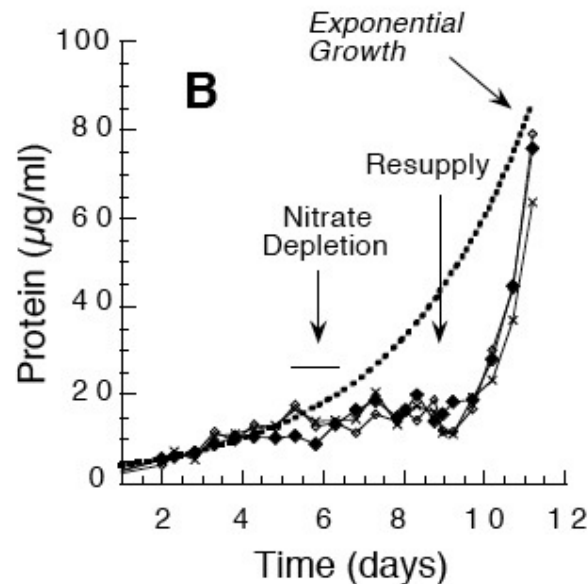 B
Exponential
Growth
Resupply
Nitrate
Depletion
Protein (µg/ml)
100
80
60
40
20
0
2 4 6 8 10 12
Time (days)